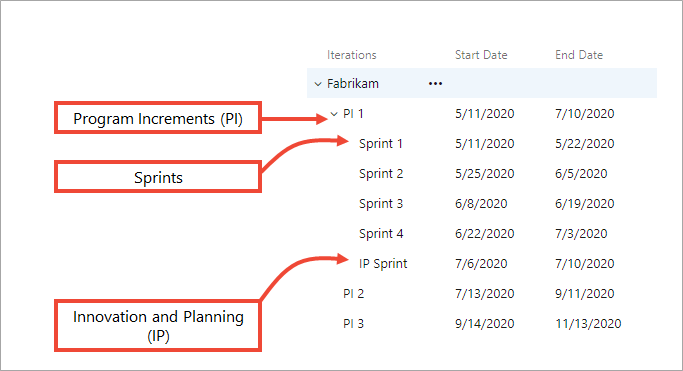 Iterations Start Date End Date
Fabrikam •••
Program Increments (PI)
PI 1 5/11/2020 7/10/2020
Sprint 1 5/11/2020 5/22/2020
Sprints
Sprint 2 5/25/2020 6/5/2020
Sprint 3 6/8/2020 6/19/2020
Sprint 4 6/22/2020 7/3/2020
IP Sprint 7/6/2020 7/10/2020
PI 2 7/13/2020 9/11/2020
Innovation and Planning
(IP)
PI 3 9/14/2020 11/13/2020